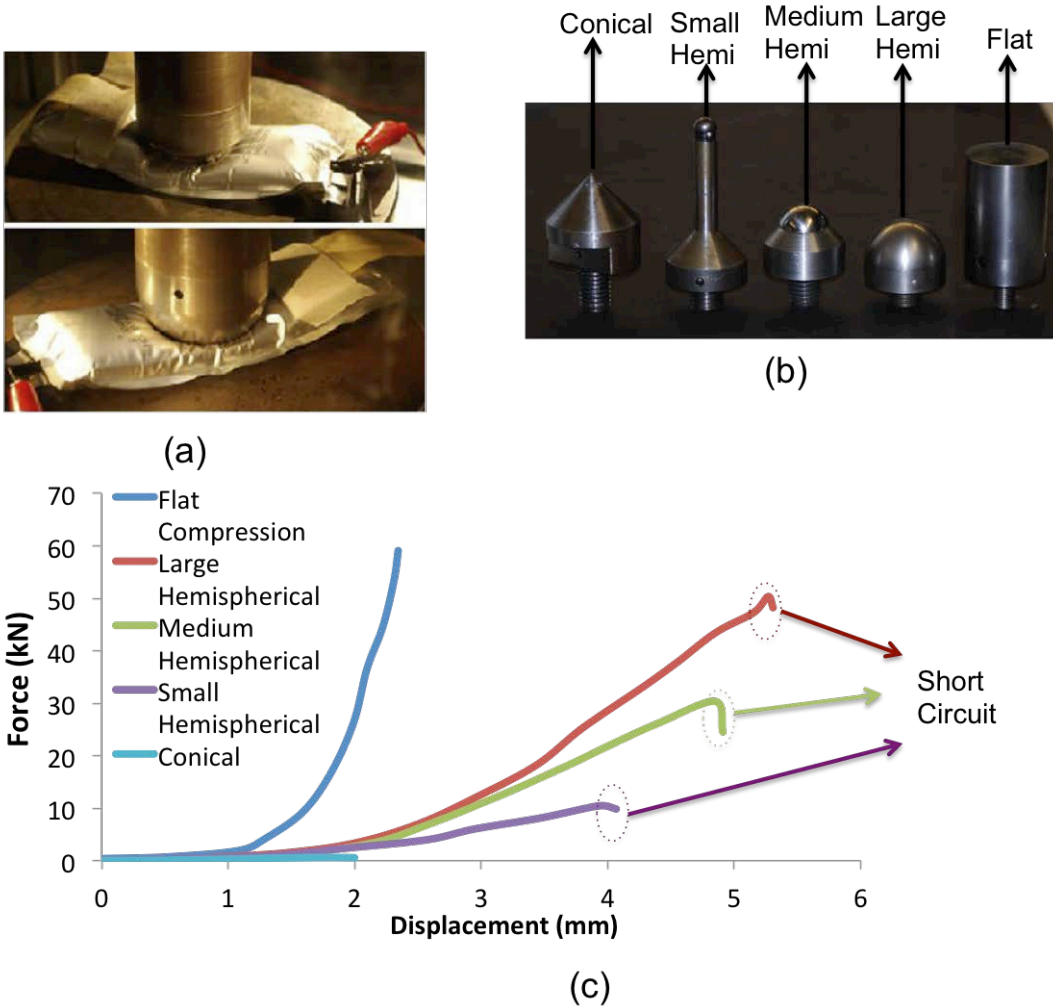 Conical
Small
Hemi
Medium
Hemi
Large
Hemi
Flat
(a)
(b)
70
60
50
40
30
20
10
0
Force (kN)
Flat
Compression
Large
Hemispherical
Medium
Hemispherical
Small
Hemispherical
Conical
Short
Circuit
0 1 2 3 4 5 6
Displacement (mm)
(c)